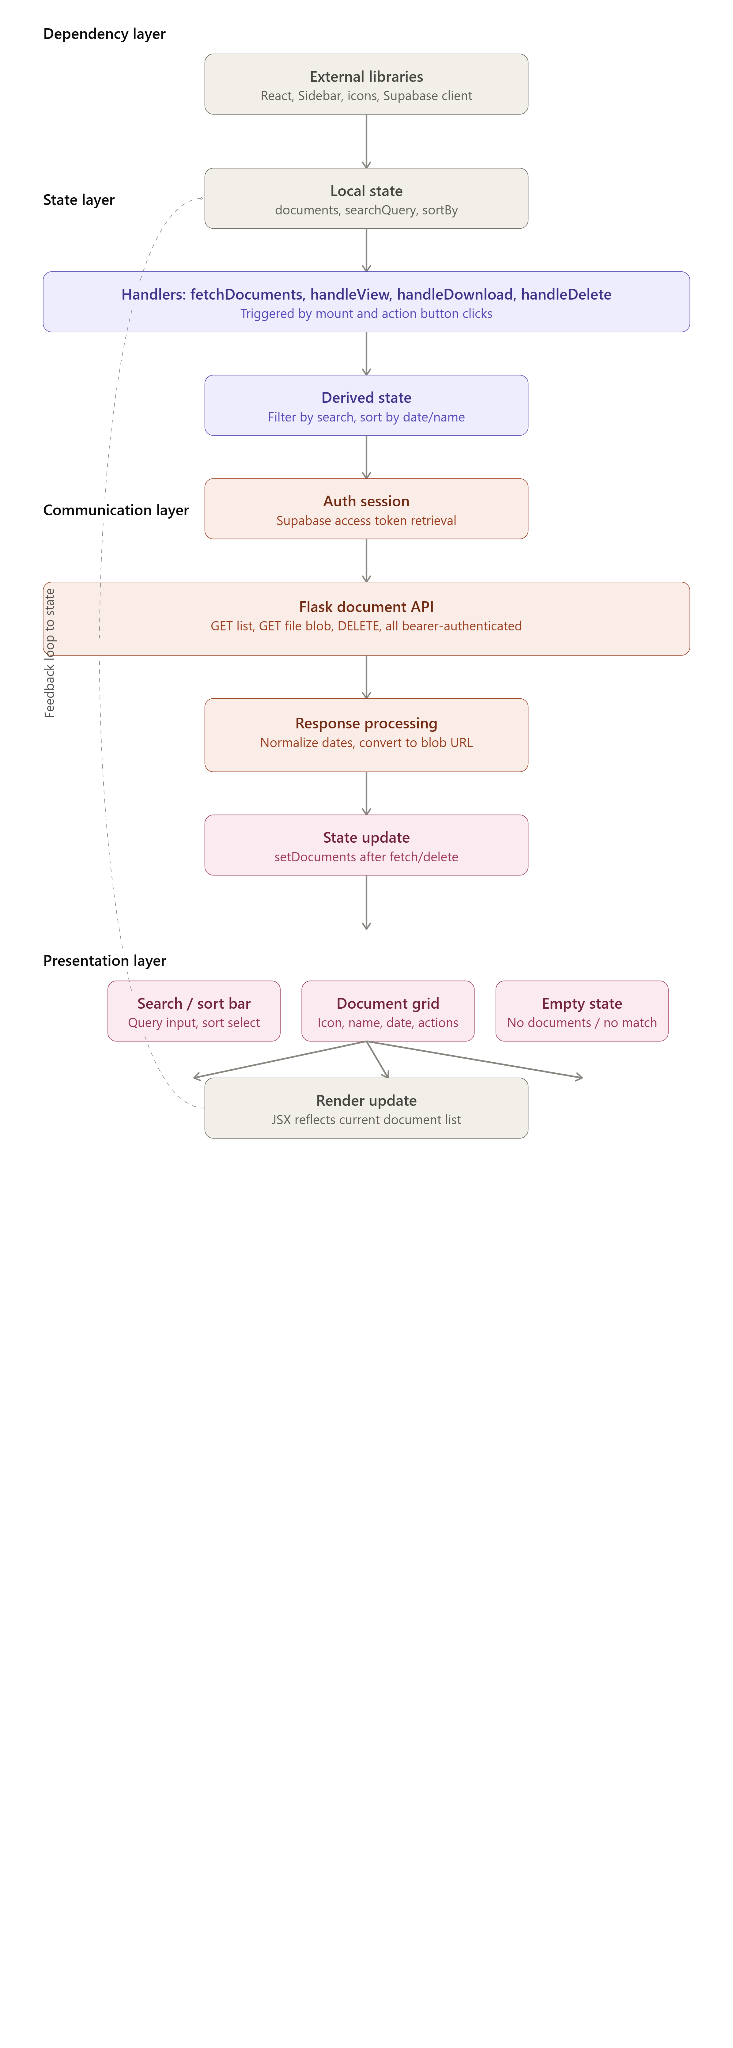 Dependency layer
External libraries
React, Sidebar, icons, Supabase client
State layer
Local state
documents, searchQuery, sortBy
Handlers: fetchDocuments, handleView, handleDownload, handleDelete
Triggered by mount and action button clicks
Derived state
Filter by search, sort by date/name
Communication layer
Auth session
Supabase access token retrieval
Flask document API
GET list, GET file blob, DELETE, all bearer-authenticated
Feedback loop to state
Response processing
Normalize dates, convert to blob URL
State update
setDocuments after fetch/delete
Presentation layer
Search / sort bar
Query input, sort select
Document grid
Icon, name, date, actions
Empty state
No documents / no match
Render update
JSX reflects current document list